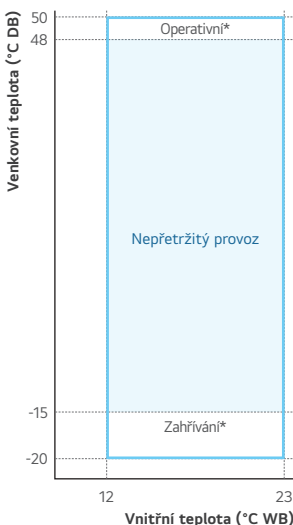 Venkovní teplota (°C DB)
50
48
Operativní*
Nepřetržitý provoz
-15
Zahřívání*
-20
12
23
Vnitřní teplota (°C WB)